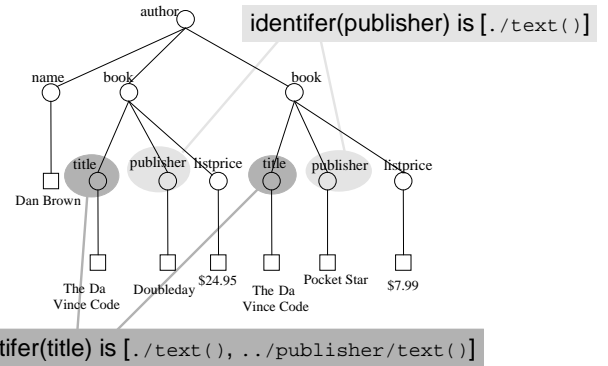 author
identifer(publisher) is [./text()]
name
book
book
title
publisher
listprice
title
publisher
listprice
Dan Brown
The Da
Vince Code
Doubleday
$24.95
The Da
Vince Code
Pocket Star
$7.99
tifer(title) is [./text(), ../publisher/text()]